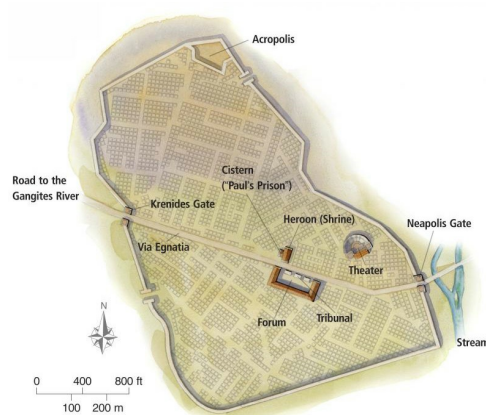 Acropolis
Cistern
("Paul's Prison")
Road to the
Gangites River
Krenides Gate
Heroon (Shrine)
Neapolis Gate
Via Egnatia
Theater
Forum
Tribunal
Stream
N
0 400 800 ft
100 200 m